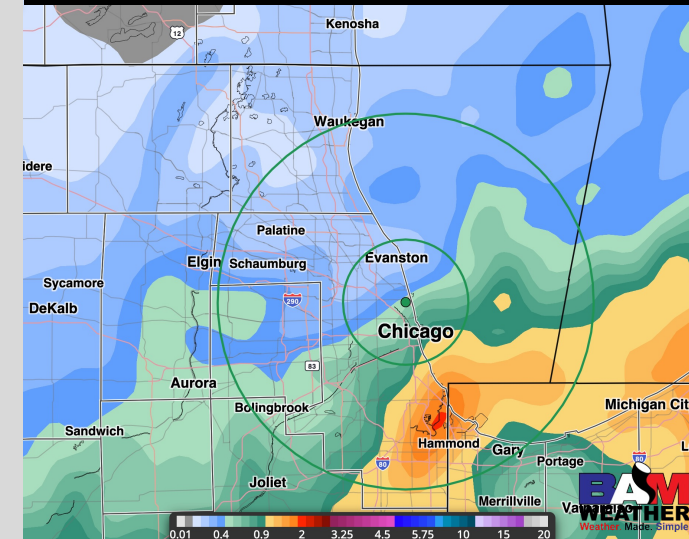 Kenosha
12
Waukegan
idere
Palatine
Elgin
Schaumburg
Evanston
Sycamore
DeKalb
290
Chicago
83
Aurora
Bolingbrook
Michigan Cit
Sandwich
Hammond
Gary
80
80
L
Portage
Joliet
Merrillville
BAM
WEATHER
Weather Made Simple
0.01 0.4 0.9 2 3.25 4.5 5.75 10 15 20